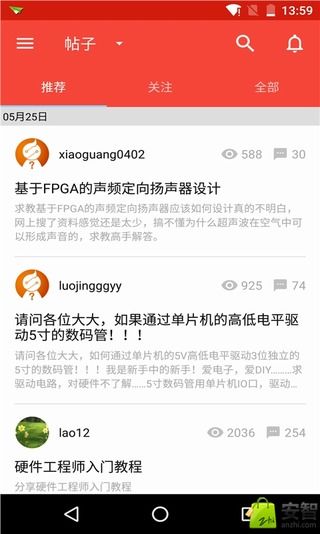 13:59
帖子
推荐 关注 全部
05月25日
xiaoguang0402 588 30
基于FPGA的声频定向扬声器设计
求教基于FPGA的声频定向扬声器应该如何设计真的不明白，
网上搜了资料感觉还是太少，搞不懂为什么超声波在空气中可
以形成声音的，求教高手解答。
luojingggyy 925 74
请问各位大大，如果通过单片机的高低电平驱
动5寸的数码管！！！
请问各位大大，如何通过单片机的5V高低电平驱动3位独立的
5寸的数码管！！！我是新手中的新手！爱电子，爱DIY………求
驱动电路，对硬件不了解……5寸数码管用单片机IO口，驱动…
lao12 2036 254
硬件工程师入门教程
分享硬件工程师入门教程
安智
anzhi.com